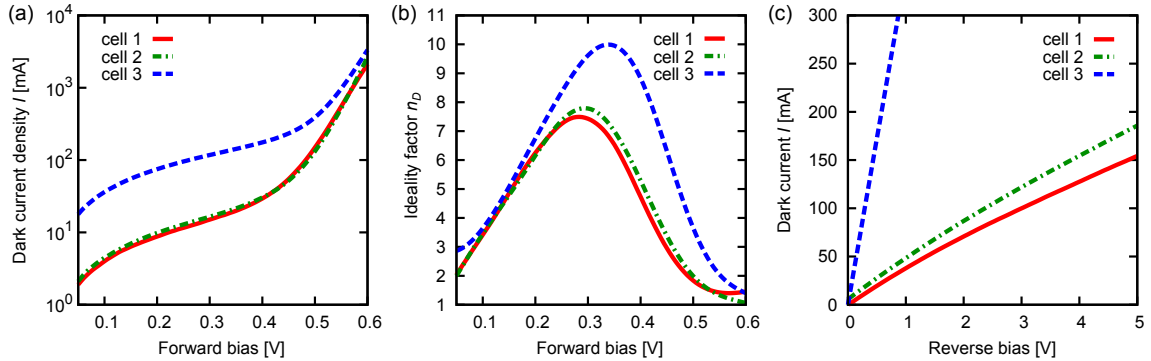 (a)
Dark current density I [mA]
10⁴
10³
10²
10¹
10⁰
cell 1
cell 2
cell 3
0.1 0.2 0.3 0.4 0.5 0.6
Forward bias [V]
(b)
Ideality factor n_D
11
10
9
8
7
6
5
4
3
2
1
cell 1
cell 2
cell 3
0.1 0.2 0.3 0.4 0.5 0.6
Forward bias [V]
(c)
Dark current I [mA]
300
250
200
150
100
50
0
cell 1
cell 2
cell 3
0 1 2 3 4 5
Reverse bias [V]